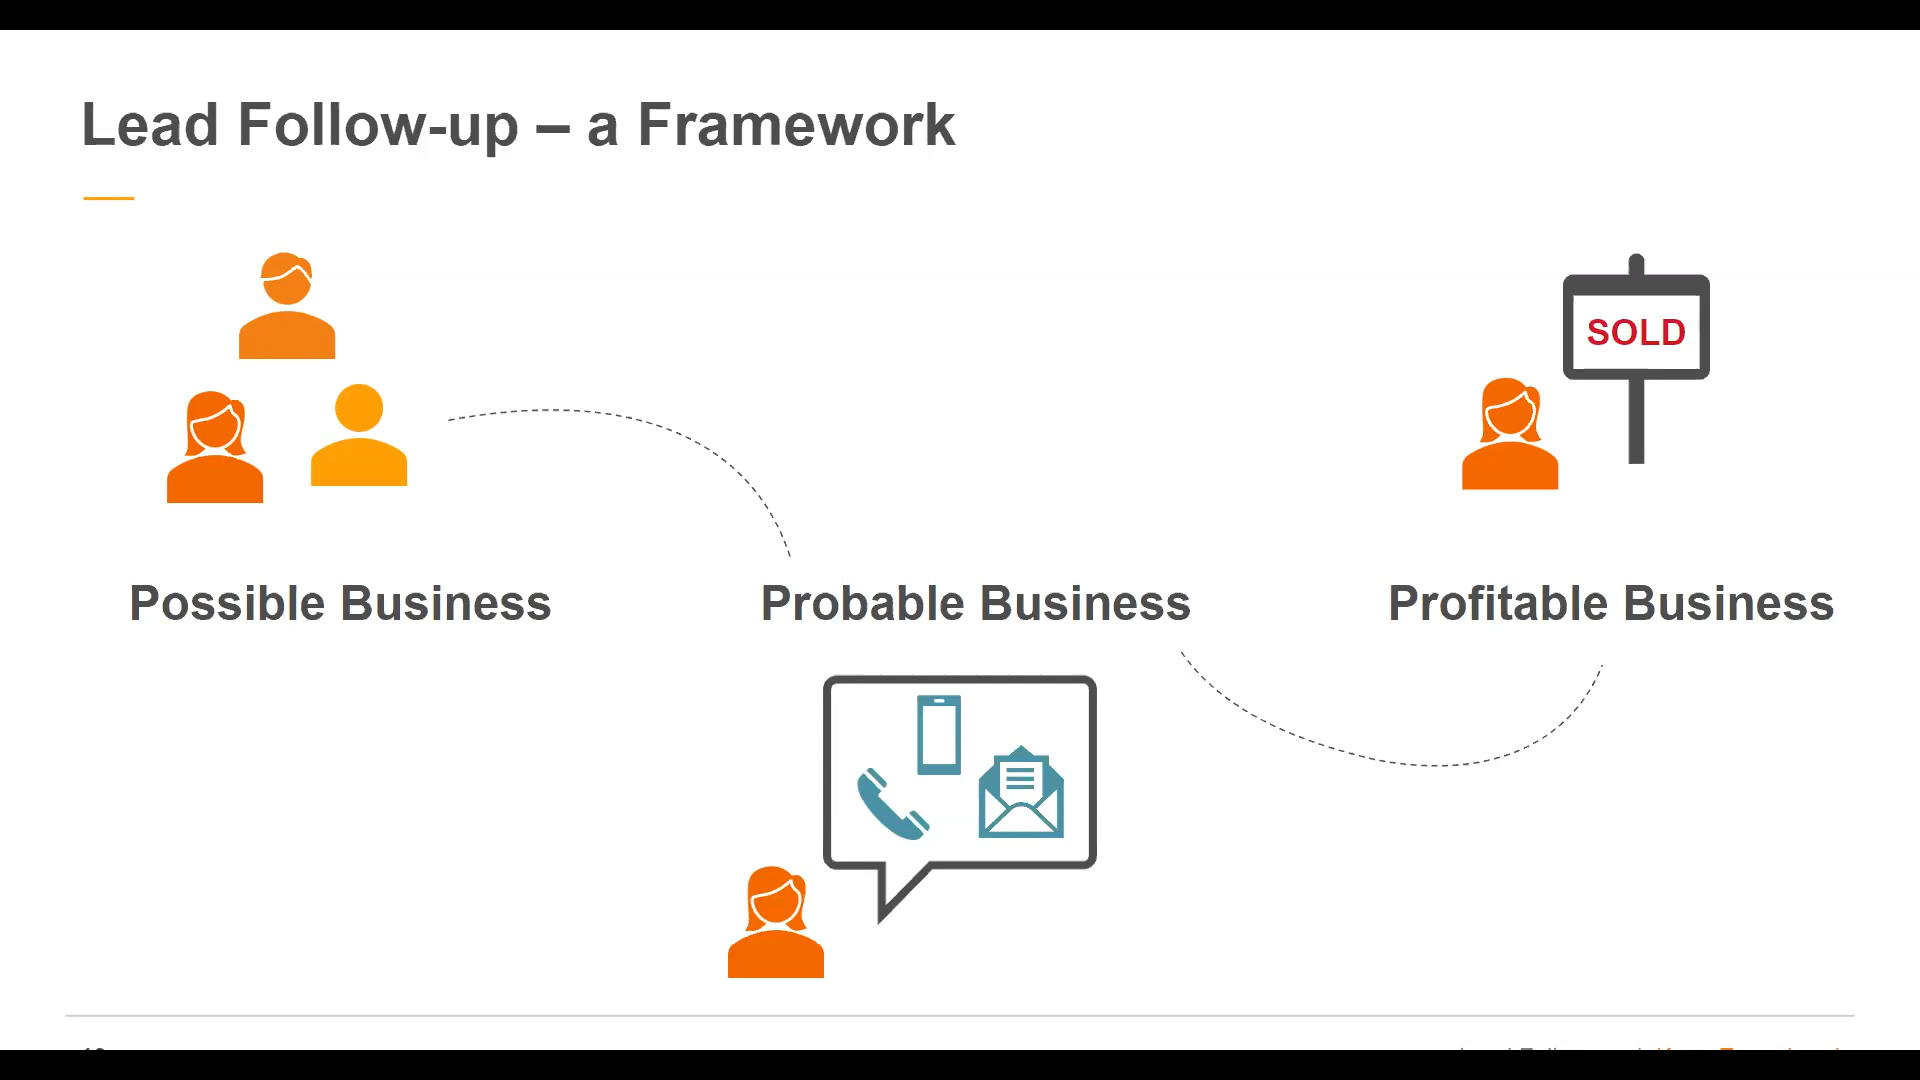 Lead Follow-up – a Framework
SOLD
Possible Business
Probable Business
Profitable Business